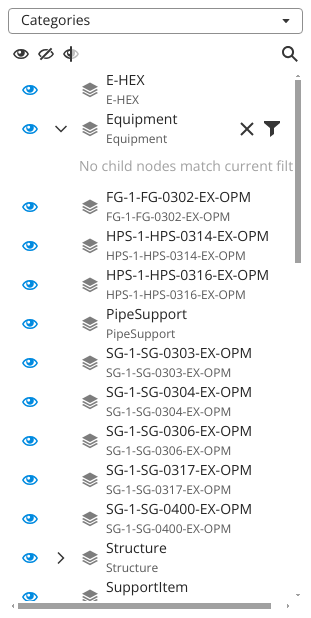 Categories
E-HEX
E-HEX
Equipment
Equipment
No child nodes match current filt
FG-1-FG-0302-EX-OPM
FG-1-FG-0302-EX-OPM
HPS-1-HPS-0314-EX-OPM
HPS-1-HPS-0314-EX-OPM
HPS-1-HPS-0316-EX-OPM
HPS-1-HPS-0316-EX-OPM
PipeSupport
PipeSupport
SG-1-SG-0303-EX-OPM
SG-1-SG-0303-EX-OPM
SG-1-SG-0304-EX-OPM
SG-1-SG-0304-EX-OPM
SG-1-SG-0306-EX-OPM
SG-1-SG-0306-EX-OPM
SG-1-SG-0317-EX-OPM
SG-1-SG-0317-EX-OPM
SG-1-SG-0400-EX-OPM
SG-1-SG-0400-EX-OPM
Structure
Structure
SupportItem